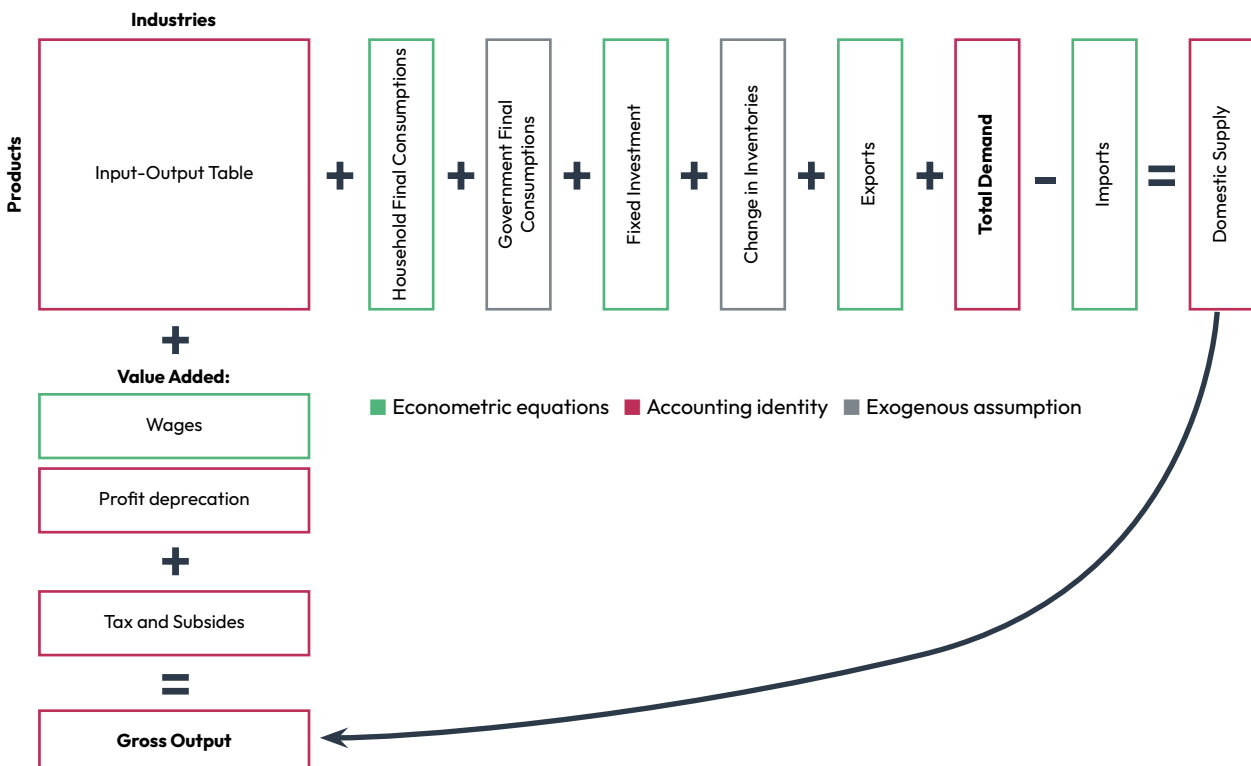 Industries
Products
Input-Output Table
+
Household Final Consumptions
+
Government Final
Consumptions
+
Fixed Investment
+
Change in Inventories
+
Exports
+
Total Demand
-
Imports
=
Domestic Supply
+
Value Added:
Wages
Profit deprecation
+
Tax and Subsides
=
Gross Output
Econometric equations
Accounting identity
Exogenous assumption